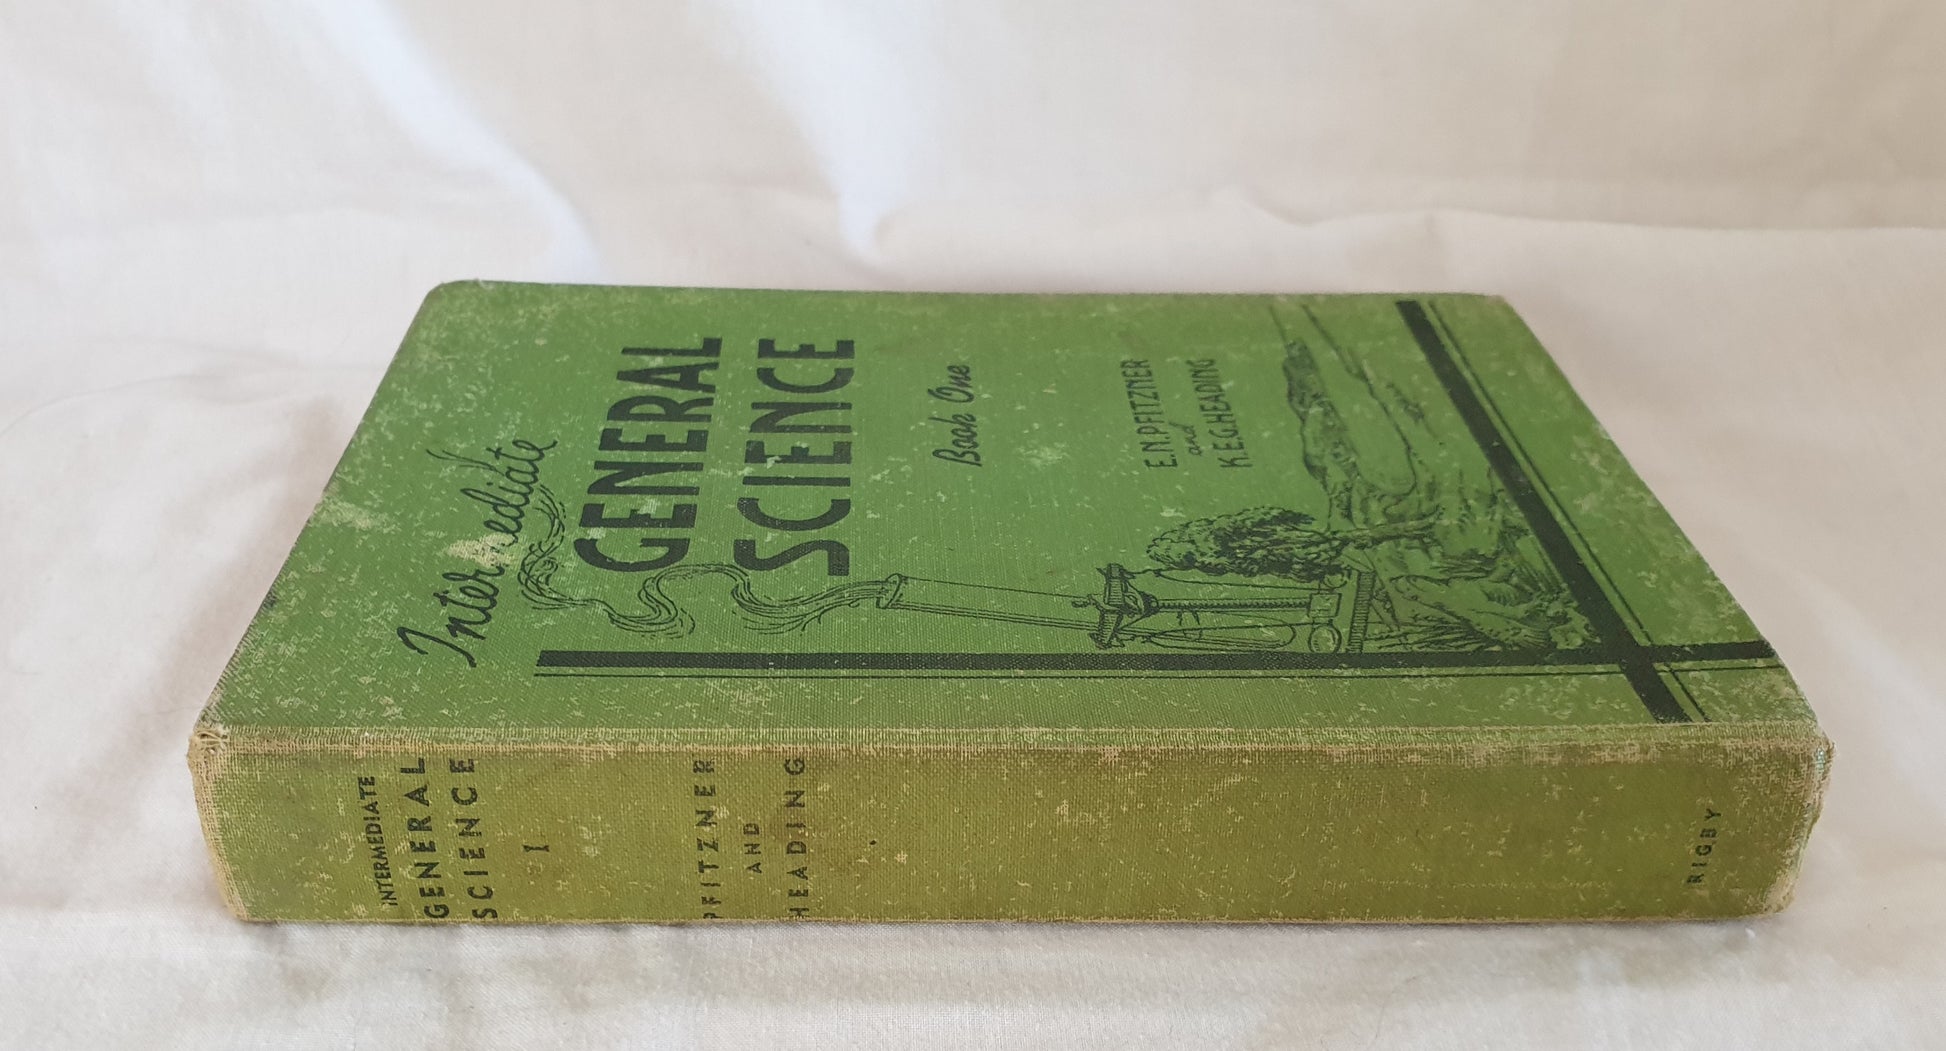 Intermediate
GENERAL
SCIENCE
Book One
E.N.PFITZNER
and
K.E.G.HEADING
INTERMEDIATE
GENERAL
SCIENCE
I
PFITZNER
AND
HEADING
RIGBY